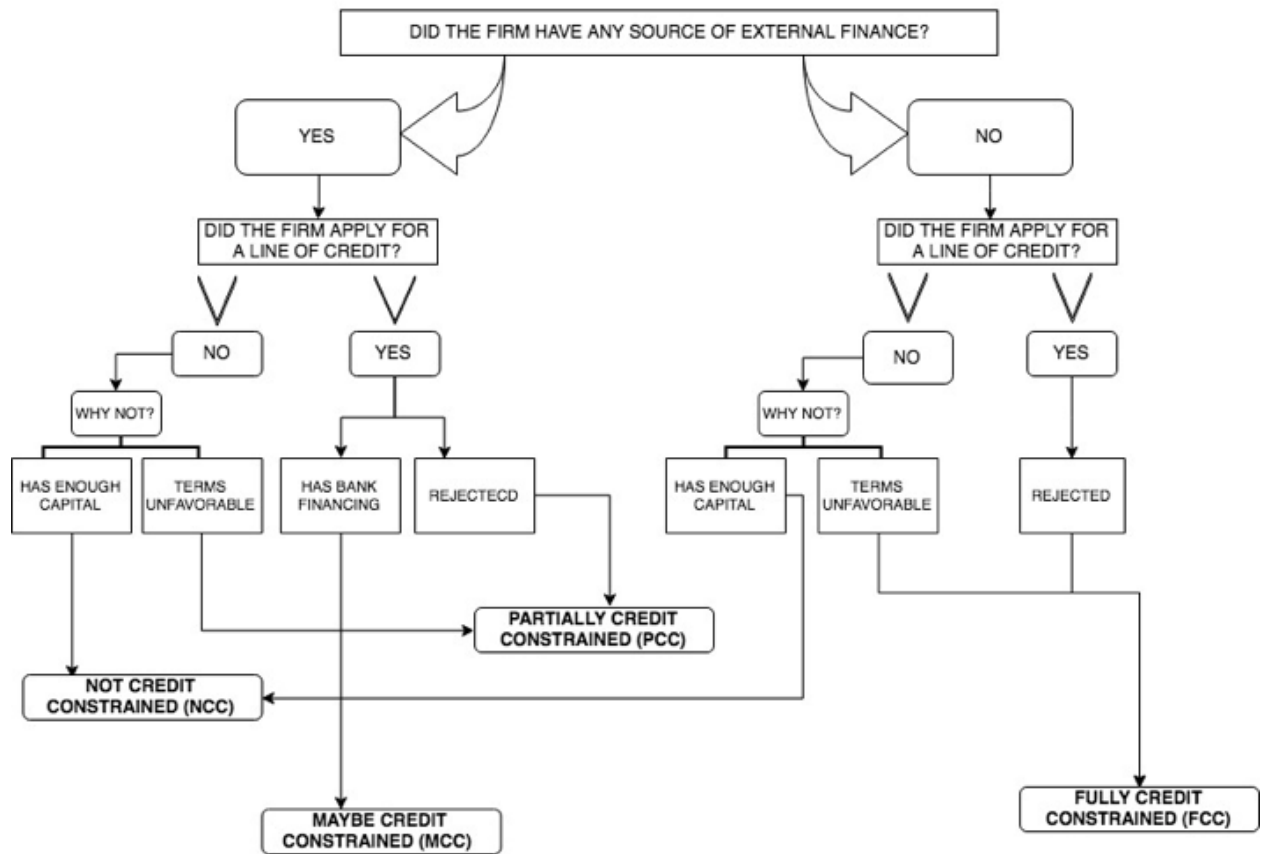 DID THE FIRM HAVE ANY SOURCE OF EXTERNAL FINANCE?
YES
NO
DID THE FIRM APPLY FOR
A LINE OF CREDIT?
DID THE FIRM APPLY FOR
A LINE OF CREDIT?
NO
YES
NO
YES
WHY NOT?
WHY NOT?
HAS ENOUGH
CAPITAL
TERMS
UNFAVORABLE
HAS BANK
FINANCING
REJECTECD
HAS ENOUGH
CAPITAL
TERMS
UNFAVORABLE
REJECTED
PARTIALLY CREDIT
CONSTRAINED (PCC)
NOT CREDIT
CONSTRAINED (NCC)
MAYBE CREDIT
CONSTRAINED (MCC)
FULLY CREDIT
CONSTRAINED (FCC)